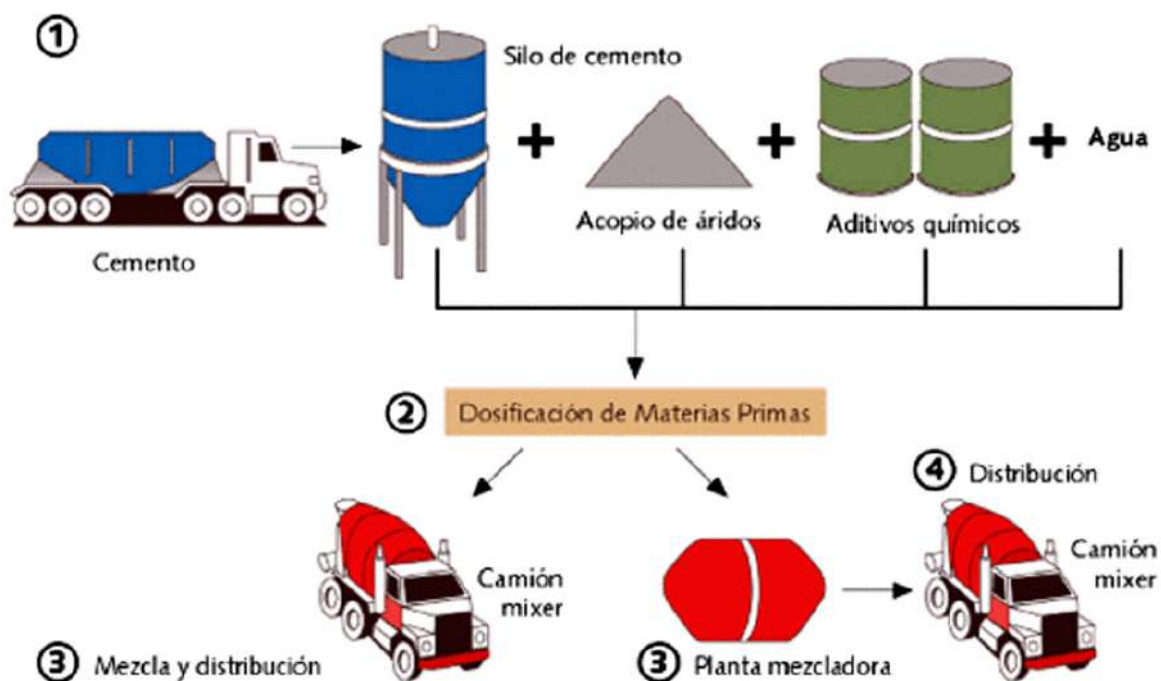 ①
Silo de cemento
+
+
+
Agua
Cemento
Acopio de áridos
Aditivos químicos
② Dosificación de Materias Primas
Camión
mixer
③ Mezcla y distribución
③ Planta mezcladora
④ Distribución
Camión
mixer